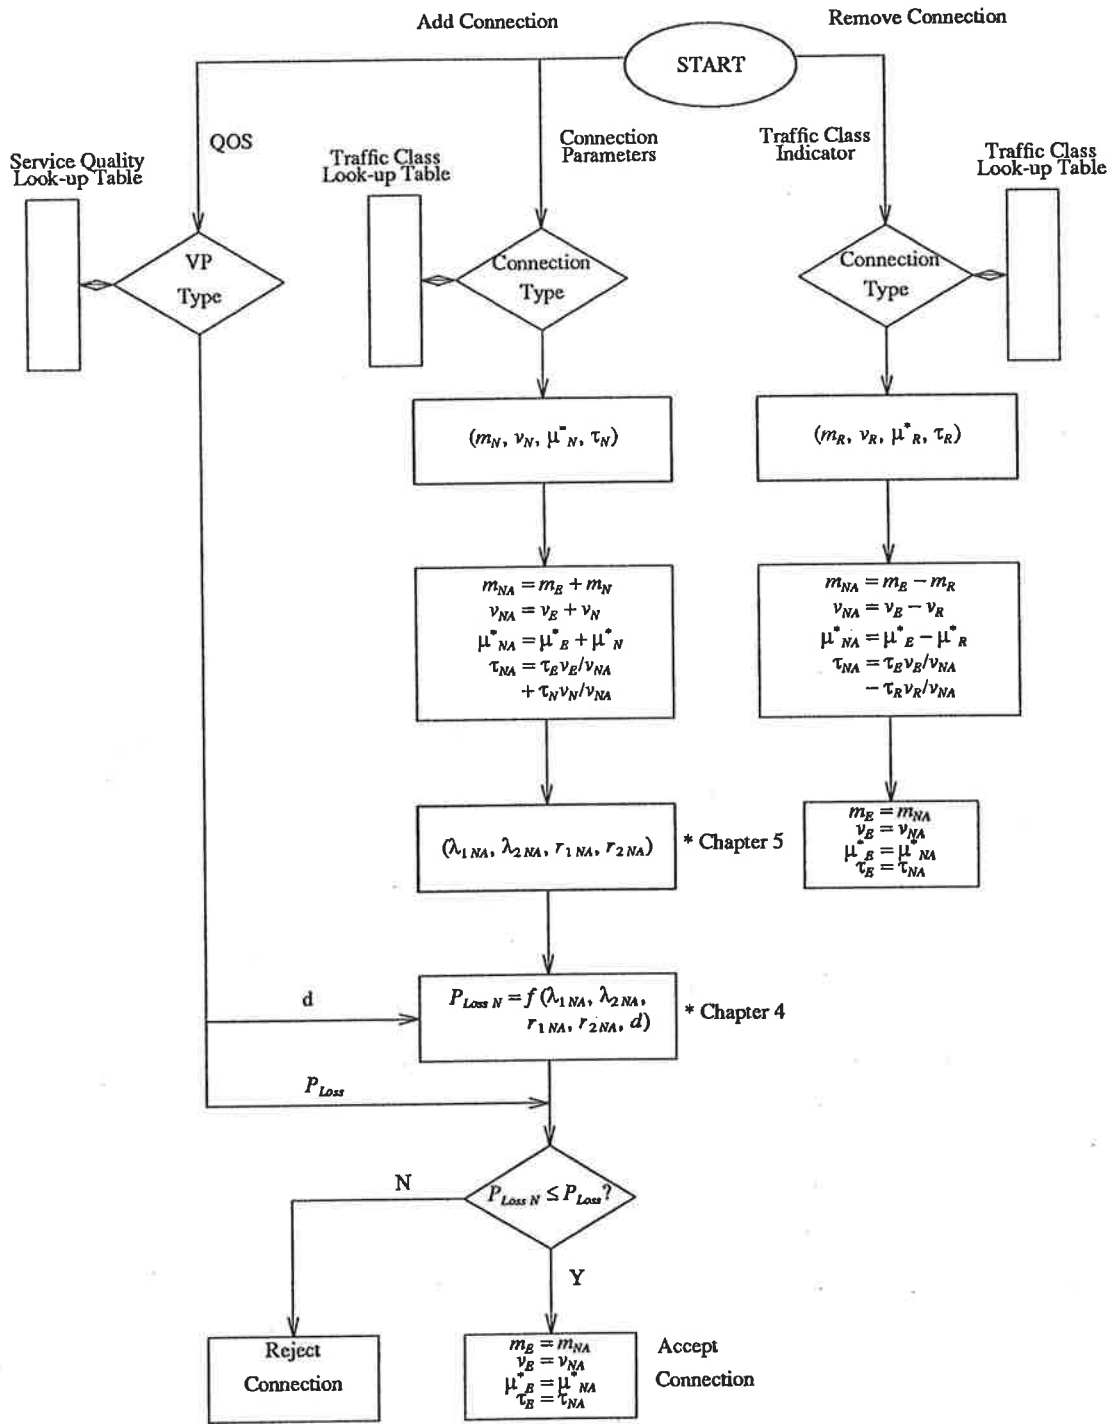 Add Connection
Remove Connection
START
QOS
Connection
Parameters
Traffic Class
Indicator
Service Quality
Look-up Table
Traffic Class
Look-up Table
Traffic Class
Look-up Table
VP
Type
Connection
Type
Connection
Type
(m_N, v_N, μ*_N, τ_N)
(m_R, v_R, μ*_R, τ_R)
m_NA = m_E + m_N
v_NA = v_E + v_N
μ*_NA = μ*_E + μ*_N
τ_NA = τ_E v_E/v_NA
+ τ_N v_N/v_NA
m_NA = m_E − m_R
v_NA = v_E − v_R
μ*_NA = μ*_E − μ*_R
τ_NA = τ_E v_E/v_NA
− τ_R v_R/v_NA
(λ_1NA, λ_2NA, r_1NA, r_2NA)
* Chapter 5
m_E = m_NA
v_E = v_NA
μ*_E = μ*_NA
τ_E = τ_NA
d
P_Loss N = f (λ_1NA, λ_2NA,
r_1NA, r_2NA, d)
* Chapter 4
P_Loss
N
P_Loss N ≤ P_Loss?
Y
Reject
Connection
m_E = m_NA
v_E = v_NA
μ*_E = μ*_NA
τ_E = τ_NA
Accept
Connection